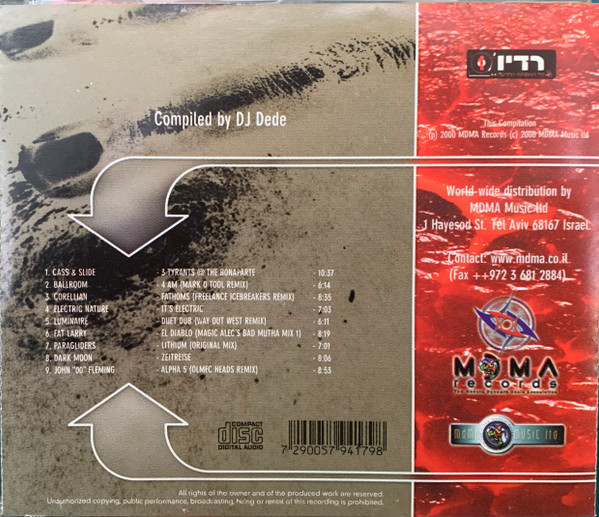 Compiled by DJ Dede
1. CASS & SLIDE - 3 TYRANTS @ THE BONAPARTE - 10:37
2. BALLROOM - 4 AM (MARK O TOOL REMIX) - 6:14
3. CORELLIAN - FATHOMS (FREELANCE ICEBREAKERS REMIX) - 8:35
4. ELECTRIC NATURE - IT'S ELECTRIC - 7:03
5. LUMINAIRE - DUET DUB (WAY OUT WEST REMIX) - 6:11
6. FAT LARRY - EL DIABLO (MAGIC ALEC'S BAD MUTHA MIX 1) - 8:19
7. PARAGLIDERS - LITHIUM (ORIGINAL MIX) - 7:01
8. DARK MOON - ZEITREISE - 8:06
9. JOHN "00" FLEMING - ALPHA 5 (OLMEC HEADS REMIX) - 8:53
COMPACT
disc
DIGITAL AUDIO
7 290057 941798
All rights of the owner and of the produced work are reserved.
Unauthorized copying, public performance, broadcasting, hiring or rental of this recording is prohibited.
רדיו
This Compilation
(p) 2000 MDMA Records (c) 2000 MDMA Music ltd
World wide distribution by
MDMA Music ltd
1 Hayesod St. Tel Aviv 68167 Israel.
Contact: www.mdma.co.il
(Fax ++972 3 681 2884)
MDMA
records
MDMA MUSIC ltd.